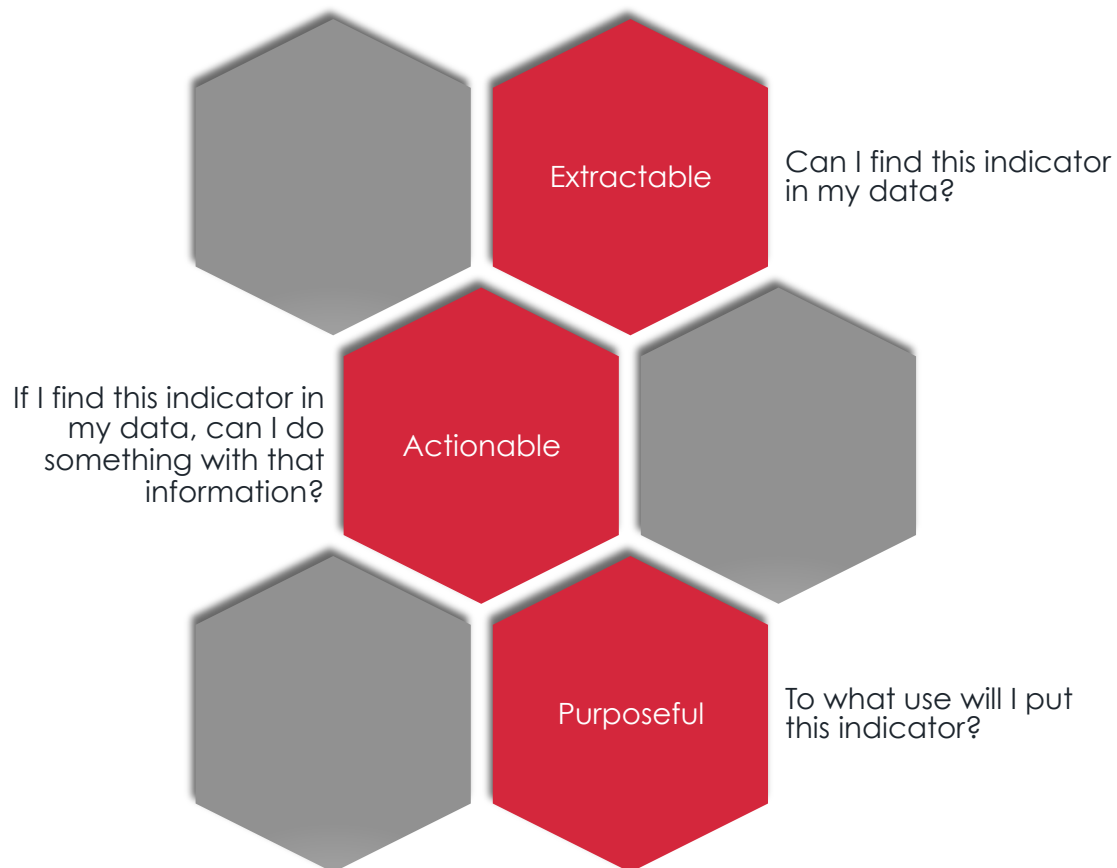 Extractable
Can I find this indicator
in my data?
If I find this indicator in
my data, can I do
something with that
information?
Actionable
Purposeful
To what use will I put
this indicator?